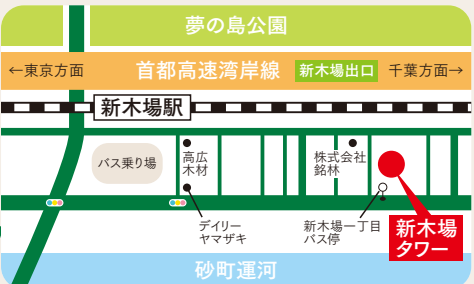 夢の島公園
←東京方面
首都高速湾岸線
新木場出口
千葉方面→
新木場駅
バス乗り場
高広
木材
株式会社
銘林
デイリー
ヤマザキ
新木場一丁目
バス停
新木場
タワー
砂町運河